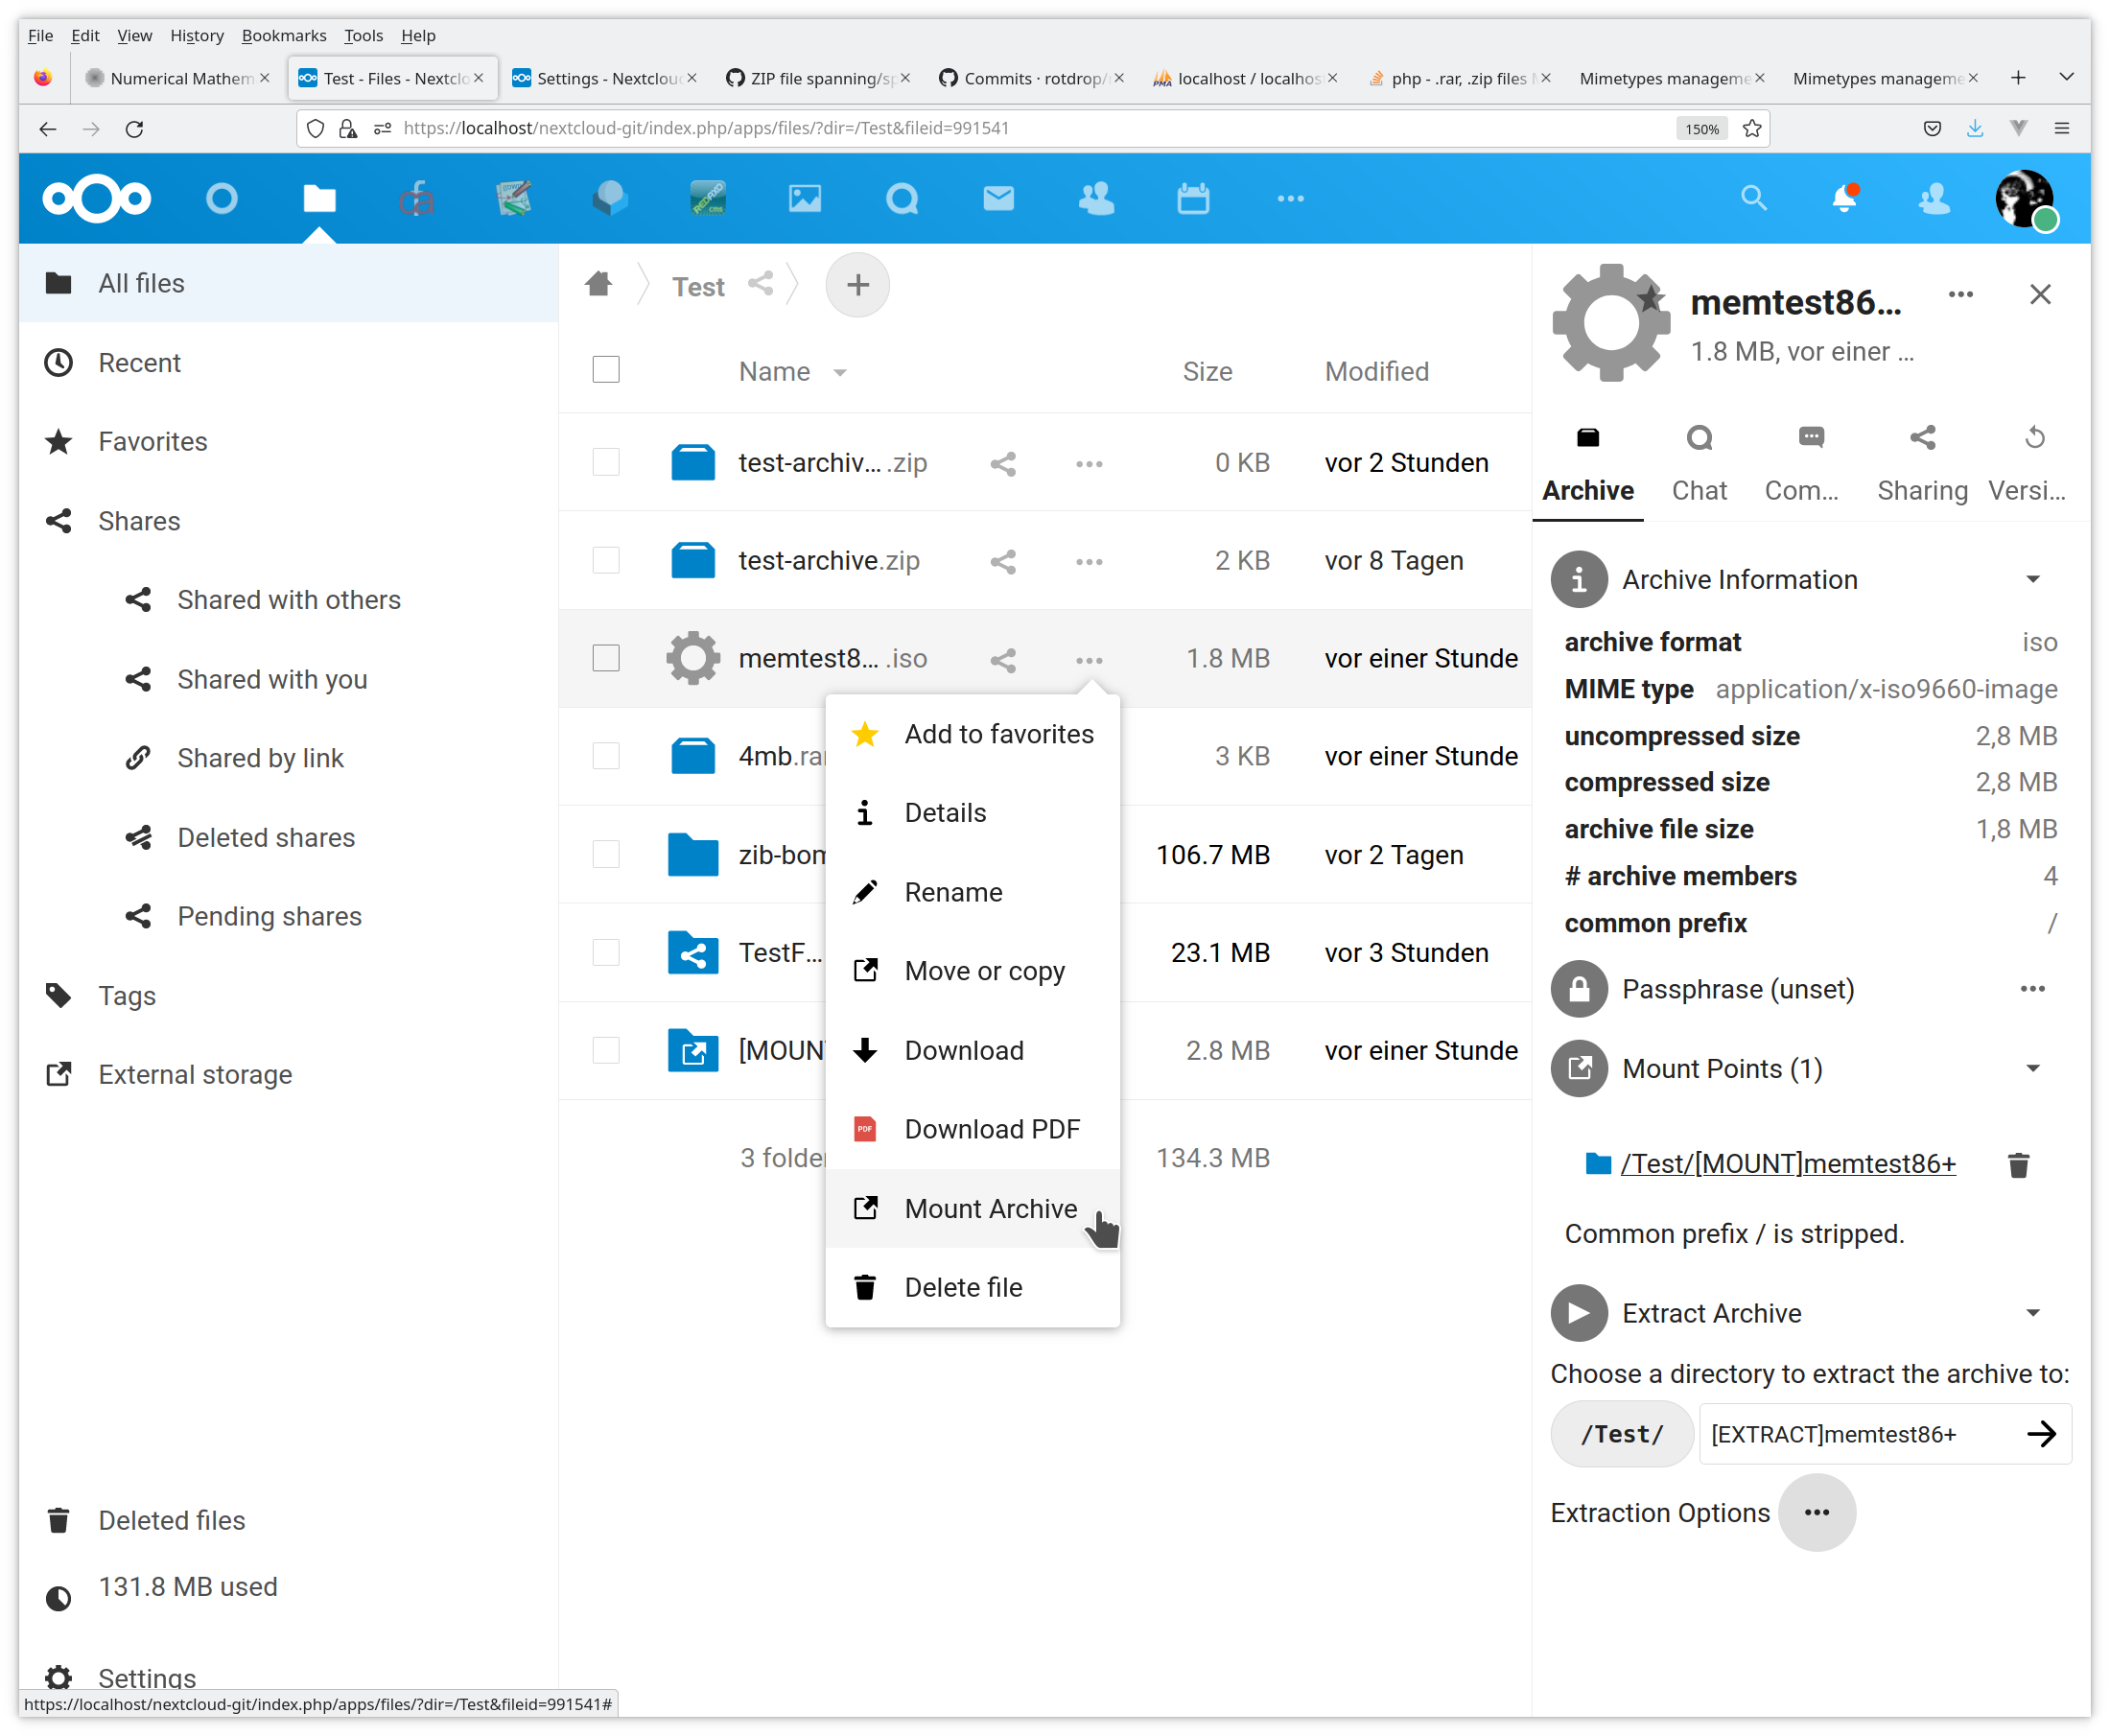 File Edit View History Bookmarks Tools Help
Numerical Mathem
Test - Files - Nextclo
Settings - Nextclou
ZIP file spanning/sp
Commits · rotdrop/
PMA localhost / localhos
php - .rar, .zip files
Mimetypes manageme
Mimetypes manageme
https://localhost/nextcloud-git/index.php/apps/files/?dir=/Test&fileid=991541
150%
All files
Recent
Favorites
Shares
Shared with others
Shared with you
Shared by link
Deleted shares
Pending shares
Tags
External storage
Deleted files
131.8 MB used
Settings
https://localhost/nextcloud-git/index.php/apps/files/?dir=/Test&fileid=991541#
Test
Name Size Modified
test-archiv... .zip 0 KB vor 2 Stunden
test-archive.zip 2 KB vor 8 Tagen
memtest8... .iso 1.8 MB vor einer Stunde
4mb.ra 3 KB vor einer Stunde
zib-bom 106.7 MB vor 2 Tagen
TestF... 23.1 MB vor 3 Stunden
[MOUN 2.8 MB vor einer Stunde
3 folde 134.3 MB
Add to favorites
Details
Rename
Move or copy
Download
PDF Download PDF
Mount Archive
Delete file
memtest86...
1.8 MB, vor einer ...
Archive Chat Com... Sharing Versi...
Archive Information
archive format iso
MIME type application/x-iso9660-image
uncompressed size 2,8 MB
compressed size 2,8 MB
archive file size 1,8 MB
# archive members 4
common prefix /
Passphrase (unset)
Mount Points (1)
/Test/[MOUNT]memtest86+
Common prefix / is stripped.
Extract Archive
Choose a directory to extract the archive to:
/Test/ [EXTRACT]memtest86+
Extraction Options